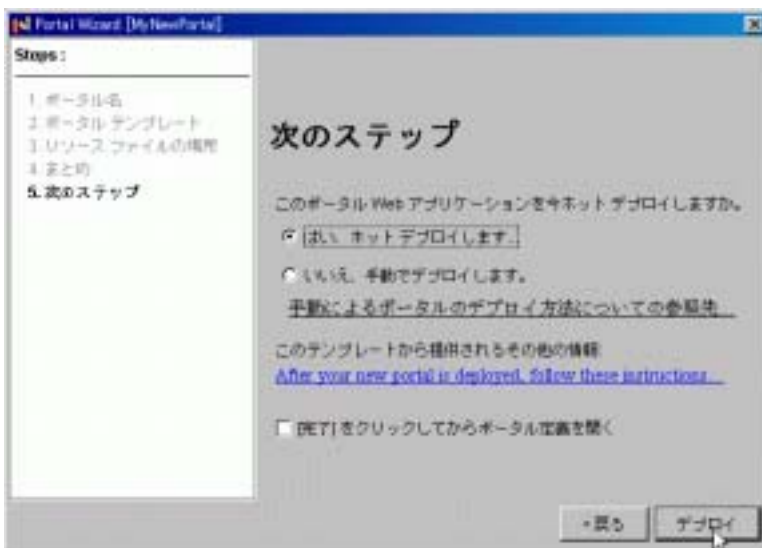 Portal Wizard [MyNewPortal]
Steps :
1. ポータル名
2. ポータル テンプレート
3. リソース ファイルの場所
4. まとめ
5. 次のステップ
次のステップ
このポータル Web アプリケーションを今ホット デプロイしますか。
はい、ホット デプロイします。
いいえ、手動でデプロイします。
手動によるポータルのデプロイ方法についての参照先...
このテンプレートから提供されるその他の情報:
After your new portal is deployed, follow these instructions...
[完了] をクリックしてからポータル定義を開く
戻る
デプロイ